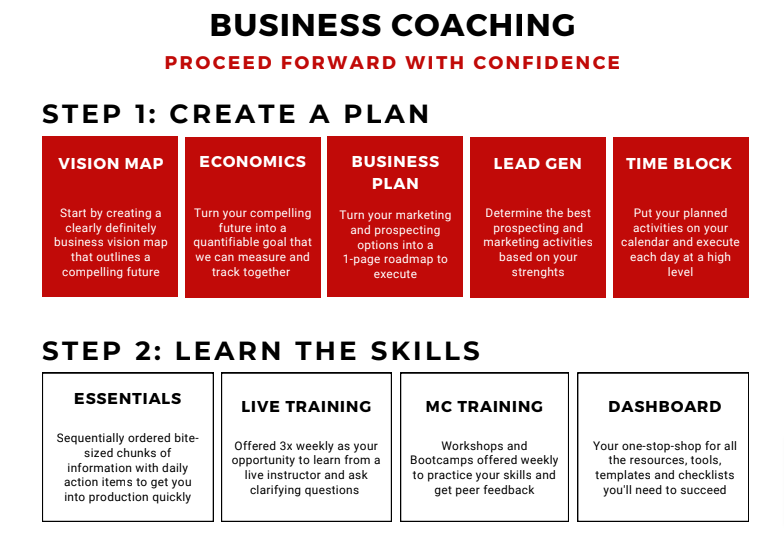 BUSINESS COACHING
PROCEED FORWARD WITH CONFIDENCE
STEP 1: CREATE A PLAN
VISION MAP
Start by creating a
clearly definitely
business vision map
that outlines a
compelling future
ECONOMICS
Turn your compelling
future into a
quantifiable goal that
we can measure and
track together
BUSINESS
PLAN
Turn your marketing
and prospecting
options into a
1-page roadmap to
execute
LEAD GEN
Determine the best
prospecting and
marketing activities
based on your
strenghts
TIME BLOCK
Put your planned
activities on your
calendar and execute
each day at a high
level
STEP 2: LEARN THE SKILLS
ESSENTIALS
Sequentially ordered bite-
sized chunks of
information with daily
action items to get you
into production quickly
LIVE TRAINING
Offered 3x weekly as your
opportunity to learn from a
live instructor and ask
clarifying questions
MC TRAINING
Workshops and
Bootcamps offered weekly
to practice your skills and
get peer feedback
DASHBOARD
Your one-stop-shop for all
the resources, tools,
templates and checklists
you'll need to succeed